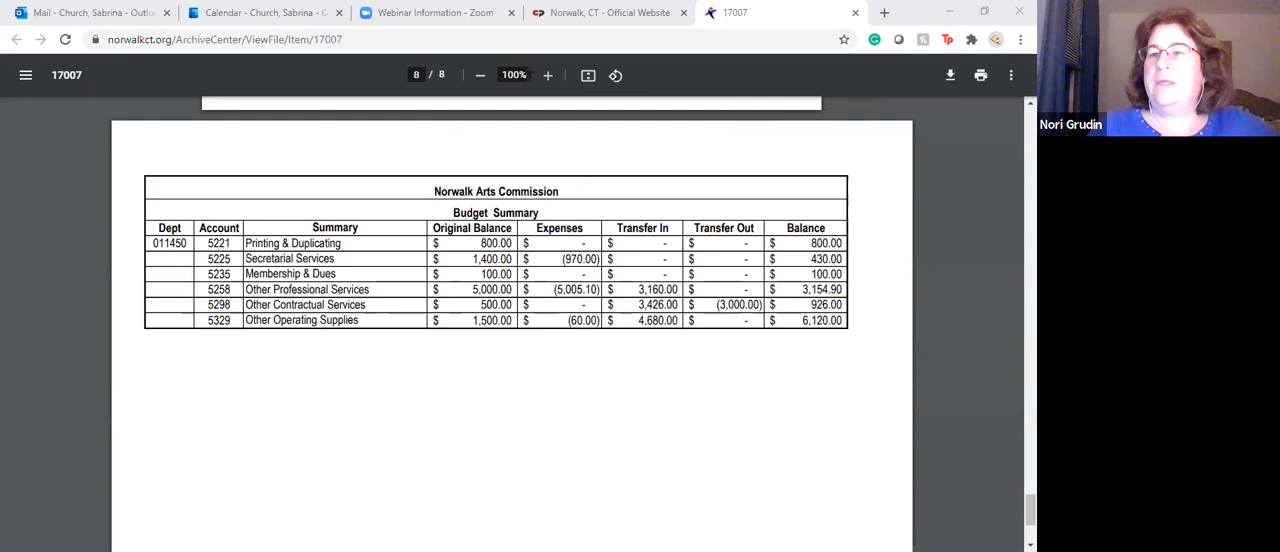 Mail - Church, Sabrina - Outlo
Calendar - Church, Sabrina - O
Webinar Information - Zoom
Norwalk, CT - Official Website
17007
norwalkct.org/ArchiveCenter/ViewFile/Item/17007
17007
8 / 8
100%
Nori Grudin
Norwalk Arts Commission
Budget Summary
Dept Account Summary Original Balance Expenses Transfer In Transfer Out Balance
011450 5221 Printing & Duplicating $ 800.00 $ - $ - $ - $ 800.00
5225 Secretarial Services $ 1,400.00 $ (970.00) $ - $ - $ 430.00
5235 Membership & Dues $ 100.00 $ - $ - $ - $ 100.00
5258 Other Professional Services $ 5,000.00 $ (5,005.10) $ 3,160.00 $ - $ 3,154.90
5298 Other Contractual Services $ 500.00 $ - $ 3,426.00 $ (3,000.00) $ 926.00
5329 Other Operating Supplies $ 1,500.00 $ (60.00) $ 4,680.00 $ - $ 6,120.00